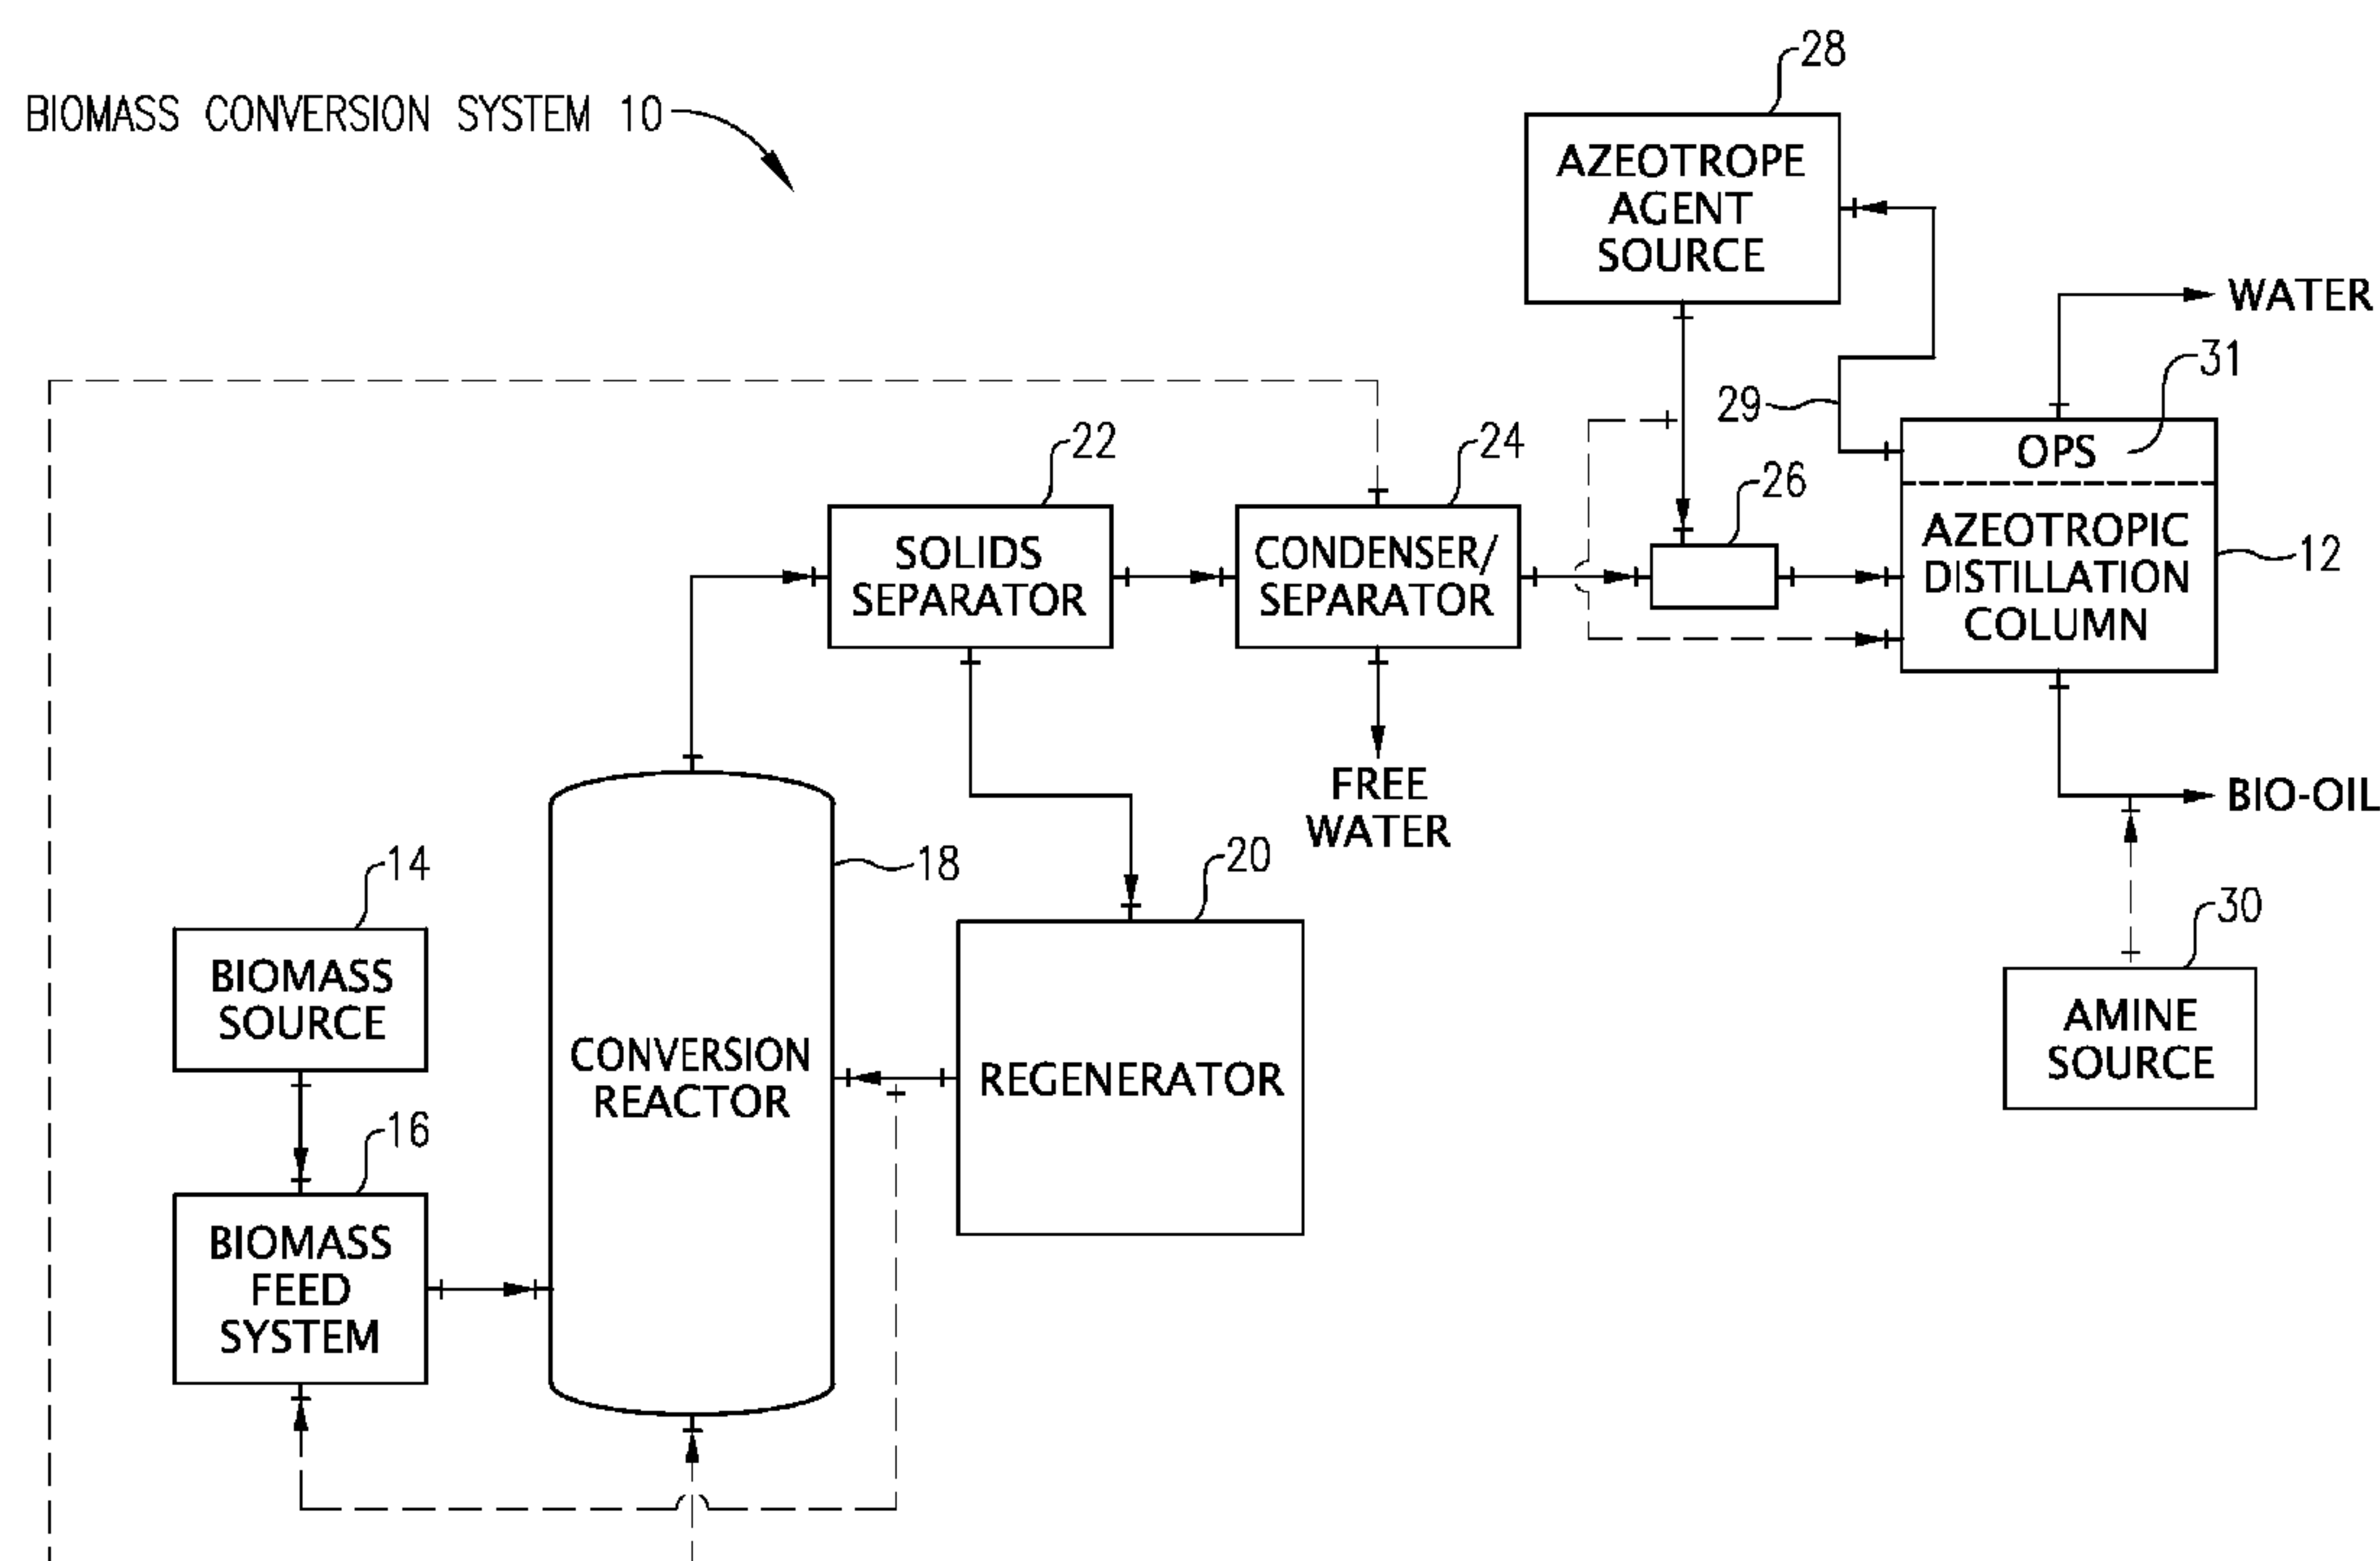 BIOMASS CONVERSION SYSTEM 10
28
AZEOTROPE
AGENT
SOURCE
WATER
31
29
OPS
22
24
26
SOLIDS
SEPARATOR
CONDENSER/
SEPARATOR
AZEOTROPIC
DISTILLATION
COLUMN
12
FREE
WATER
BIO-OIL
14
18
20
30
BIOMASS
SOURCE
CONVERSION
REACTOR
REGENERATOR
AMINE
SOURCE
16
BIOMASS
FEED
SYSTEM